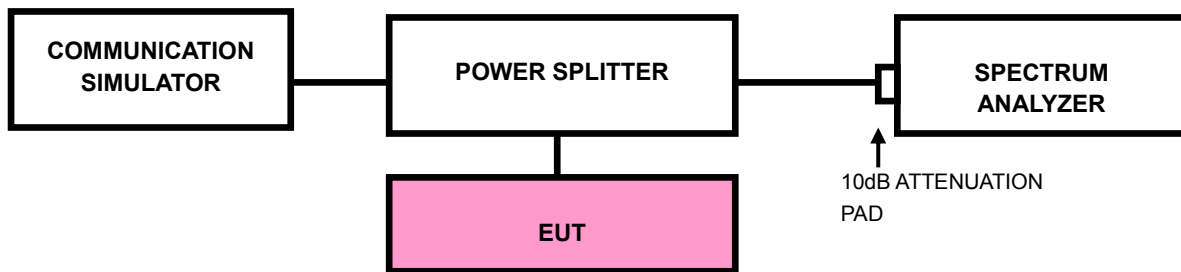 COMMUNICATION
SIMULATOR
POWER SPLITTER
SPECTRUM
ANALYZER
10dB ATTENUATION
PAD
EUT